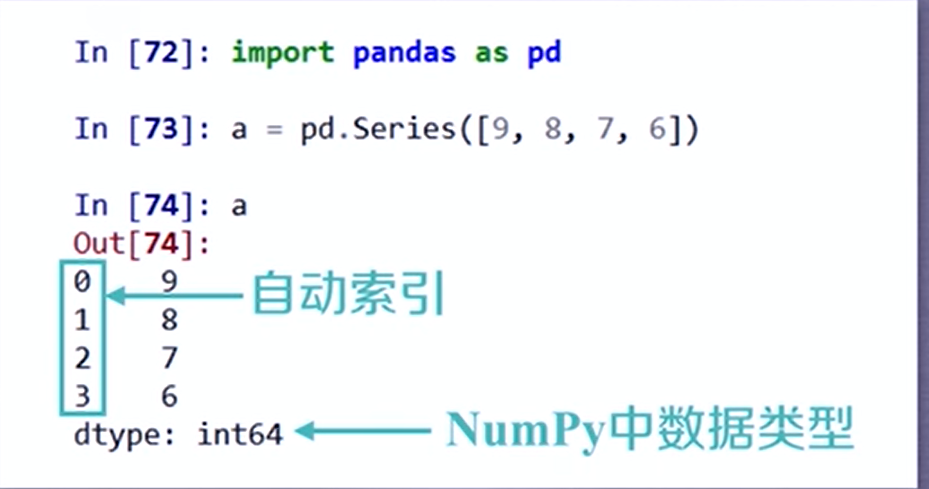 In [72]: import pandas as pd
In [73]: a = pd.Series([9, 8, 7, 6])
In [74]: a
Out[74]:
0 9 自动索引
1 8
2 7
3 6
dtype: int64 NumPy中数据类型